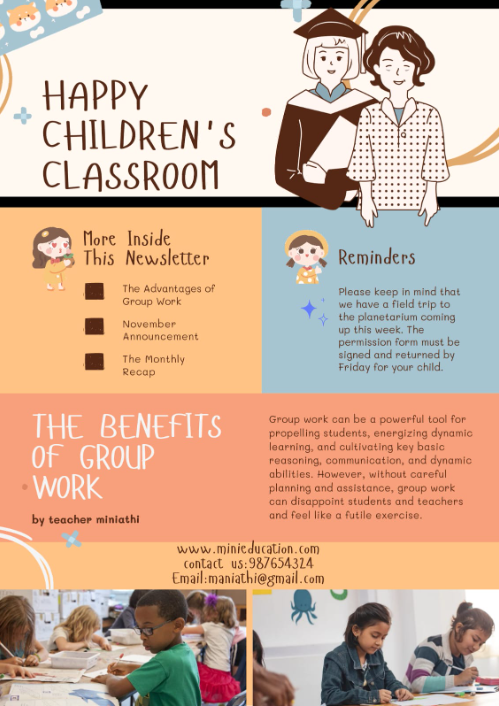 HAPPY
CHILDREN'S
CLASSROOM
More Inside
This Newsletter
The Advantages of
Group Work
November
Announcement
The Monthly
Recap
Reminders
Please keep in mind that
we have a field trip to
the planetarium coming
up this week. The
permission form must be
signed and returned by
Friday for your child.
THE BENEFITS
OF GROUP
WORK
by teacher miniathi
Group work can be a powerful tool for
propelling students, energizing dynamic
learning, and cultivating key basic
reasoning, communication, and dynamic
abilities. However, without careful
planning and assistance, group work
can disappoint students and teachers
and feel like a futile exercise.
www.minieducation.com
contact us:987654324
Email:maniathi@gmail.com